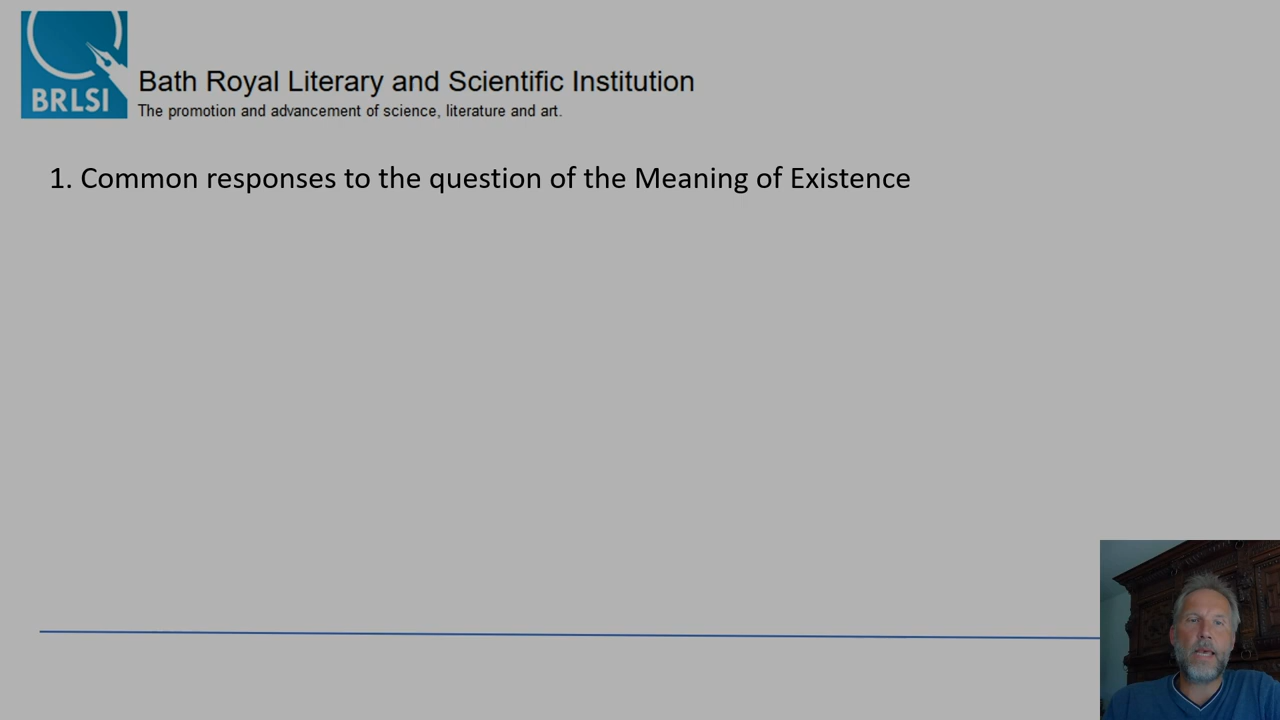 BRLSI
Bath Royal Literary and Scientific Institution
The promotion and advancement of science, literature and art.
1. Common responses to the question of the Meaning of Existence